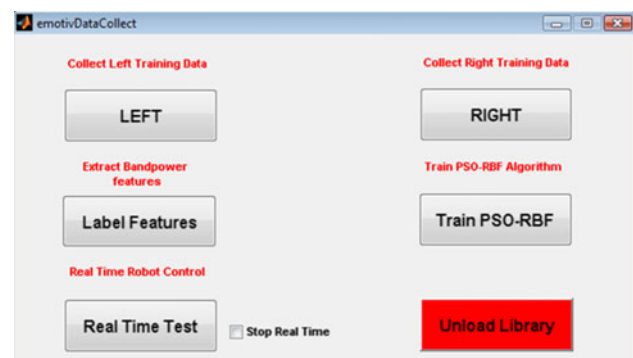 emotivDataCollect
Collect Left Training Data
Collect Right Training Data
LEFT
RIGHT
Extract Bandpower
features
Train PSO-RBF Algorithm
Label Features
Train PSO-RBF
Real Time Robot Control
Real Time Test
Stop Real Time
Unload Library